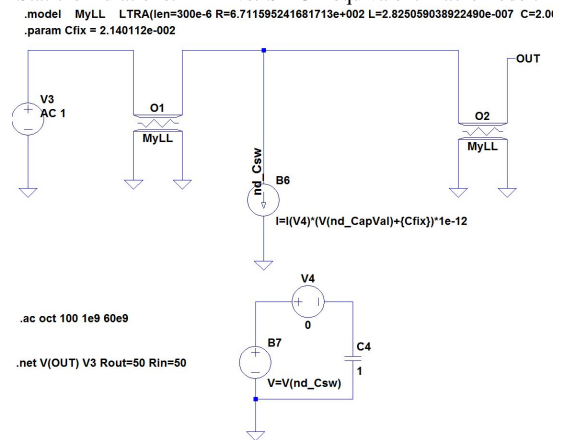 .model MyLL LTRA(len=300e-6 R=6.711595241681713e+002 L=2.825059038922490e-007
.param Cfix = 2.140112e-002
OUT
V3
AC 1
O1
MyLL
O2
MyLL
nd_Csw
B6
I=I(V4)*(V(nd_CapVal)+{Cfix})*1e-12
V4
0
.ac oct 100 1e9 60e9
B7
C4
1
.net V(OUT) V3 Rout=50 Rin=50
V=V(nd_Csw)